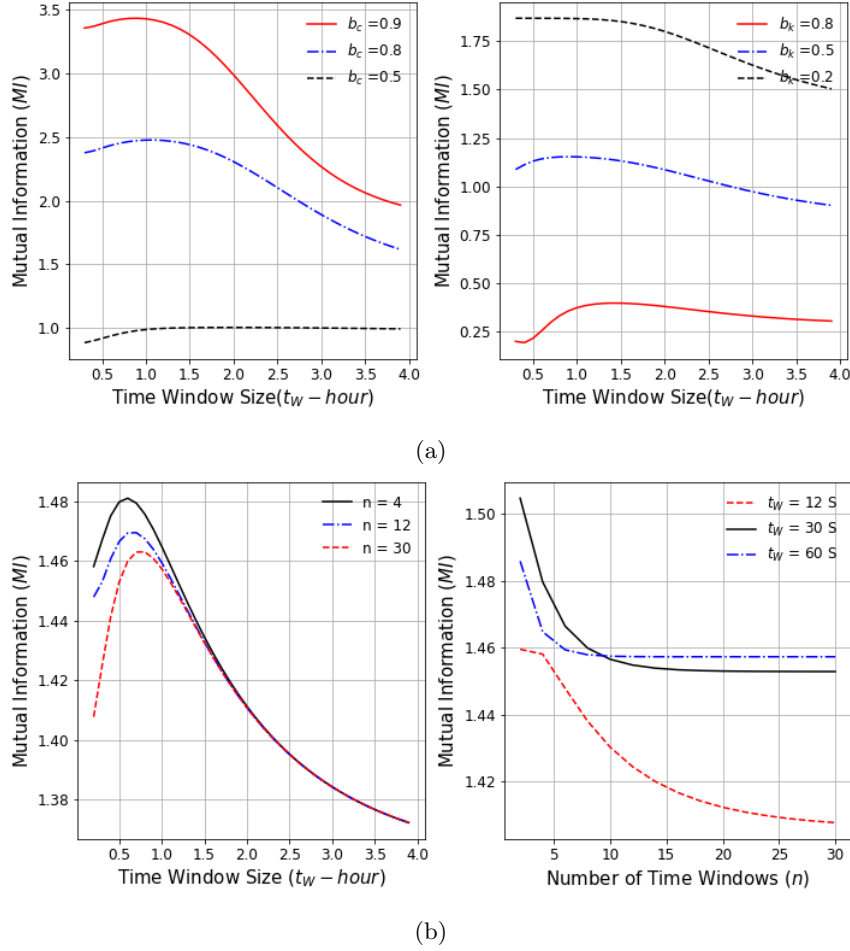 3.5
3.0
2.5
2.0
1.5
1.0
Mutual Information (MI)
b_c =0.9
b_c =0.8
b_c =0.5
0.5 1.0 1.5 2.0 2.5 3.0 3.5 4.0
Time Window Size(t_W − hour)
1.75
1.50
1.25
1.00
0.75
0.50
0.25
Mutual Information (MI)
b_k =0.8
b_k =0.5
b_k =0.2
0.5 1.0 1.5 2.0 2.5 3.0 3.5 4.0
Time Window Size(t_W − hour)
(a)
1.48
1.46
1.44
1.42
1.40
1.38
Mutual Information (MI)
n = 4
n = 12
n = 30
0.5 1.0 1.5 2.0 2.5 3.0 3.5 4.0
Time Window Size (t_W − hour)
1.50
1.48
1.46
1.44
1.42
Mutual Information (MI)
t_W = 12 S
t_W = 30 S
t_W = 60 S
5 10 15 20 25 30
Number of Time Windows (n)
(b)